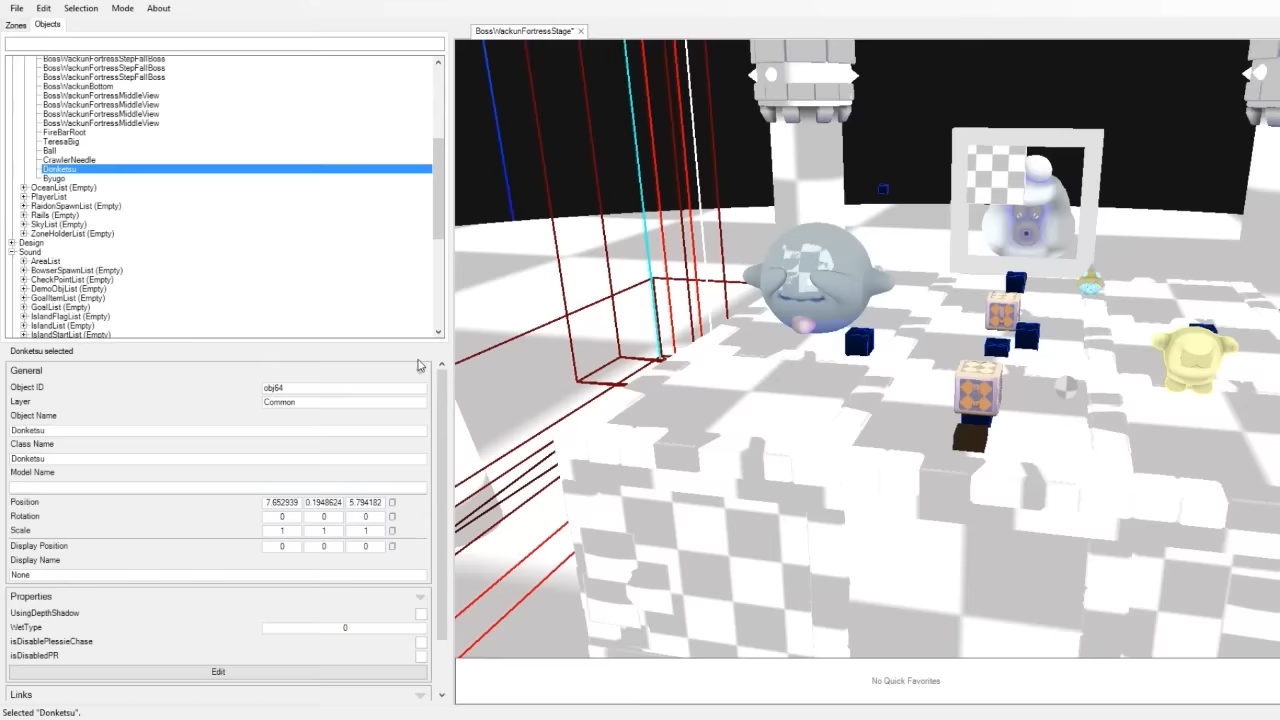 File Edit Selection Mode About
Zones Objects
BossWackunFortressStage*
BossWackunFortressStepFallBoss
BossWackunFortressStepFallBoss
BossWackunFortressStepFallBoss
BossWackunBottom
BossWackunFortressMiddleView
BossWackunFortressMiddleView
BossWackunFortressMiddleView
BossWackunFortressMiddleView
FireBarRoot
TeresaBig
Ball
CrawlerNeedle
Donketsu
Byugo
OceanList (Empty)
PlayerList
RaidonSpawnList (Empty)
Rails (Empty)
SkyList (Empty)
ZoneHolderList (Empty)
Design
Sound
AreaList
BowserSpawnList (Empty)
CheckPointList (Empty)
DemoObjList (Empty)
GoalItemList (Empty)
GoalList (Empty)
IslandFlagList (Empty)
IslandList (Empty)
IslandStartList (Empty)
Donketsu selected
General
Object ID obj64
Layer Common
Object Name
Donketsu
Class Name
Donketsu
Model Name
Position 7.652939 0.1948624 5.794182
Rotation 0 0 0
Scale 1 1 1
Display Position 0 0 0
Display Name
None
Properties
UsingDepthShadow
WetType 0
isDisablePlessieChase
isDisabledPR
Edit
Links
No Quick Favorites
Selected "Donketsu".